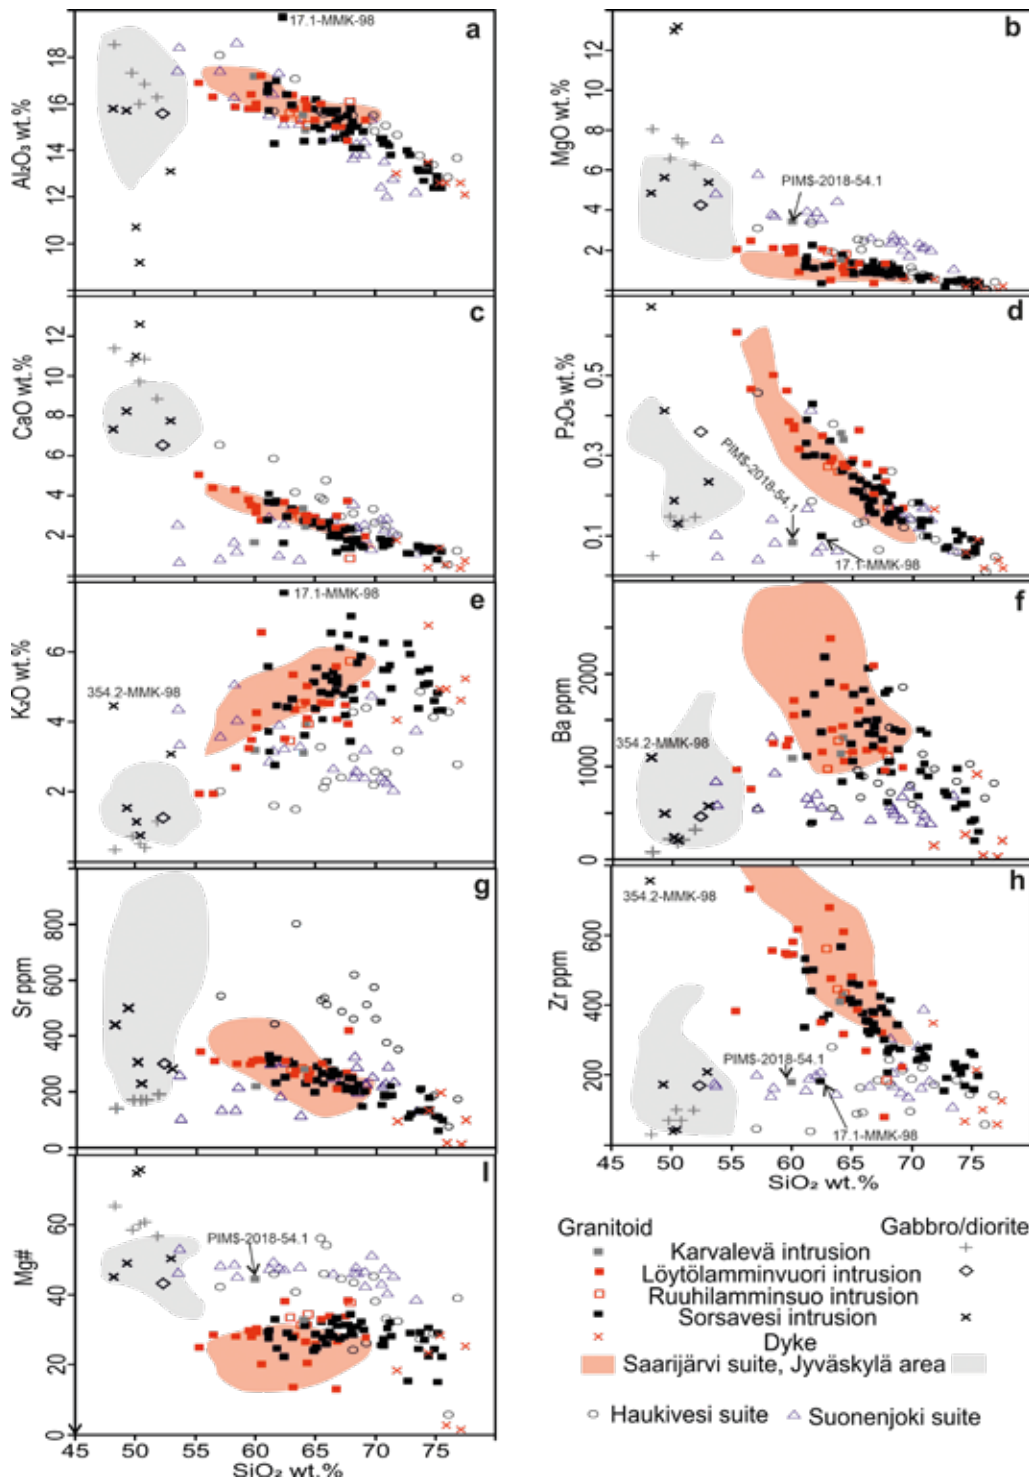 17.1-MMK-98
a
18
16
14
12
10
Al₂O₃ wt.%
b
12
10
8
6
4
2
MgO wt.%
PIM$-2018-54.1
c
12
10
8
6
4
2
CaO wt.%
d
0.5
0.3
0.1
P₂O₅ wt.%
PIM$-2018-54.1
17.1-MMK-98
e
17.1-MMK-98
6
4
2
K₂O wt.%
354.2-MMK-98
f
2000
1000
0
Ba ppm
354.2-MMK-98
g
800
600
400
200
0
Sr ppm
h
354.2-MMK-98
600
400
200
Zr ppm
PIM$-2018-54.1
17.1-MMK-98
45 50 55 60 65 70 75
SiO₂ wt.%
I
60
40
20
0
Mg#
PIM$-2018-54.1
45 50 55 60 65 70 75
SiO₂ wt.%
Granitoid Gabbro/diorite
Karvalevä intrusion
Löytölamminvuori intrusion
Ruuhilamminsuo intrusion
Sorsavesi intrusion
Dyke
Saarijärvi suite, Jyväskylä area
Haukivesi suite Suonenjoki suite